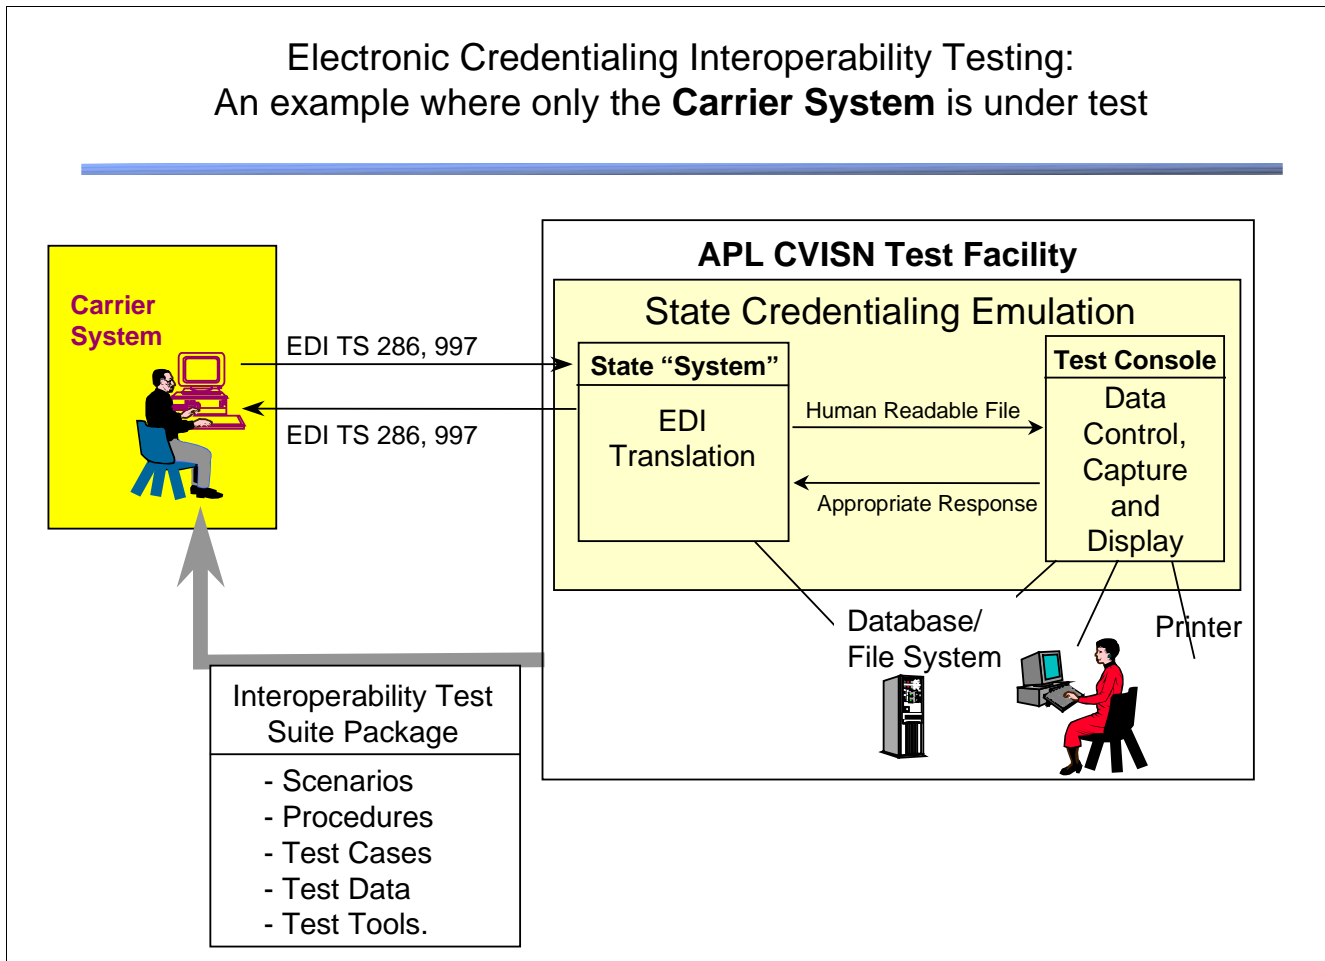 Electronic Credentialing Interoperability Testing:
An example where only the Carrier System is under test
APL CVISN Test Facility
Carrier
System
State Credentialing Emulation
EDI TS 286, 997
EDI TS 286, 997
State “System”
EDI
Translation
Human Readable File
Appropriate Response
Test Console
Data
Control,
Capture
and
Display
Database/
File System
Printer
Interoperability Test
Suite Package
- Scenarios
- Procedures
- Test Cases
- Test Data
- Test Tools.